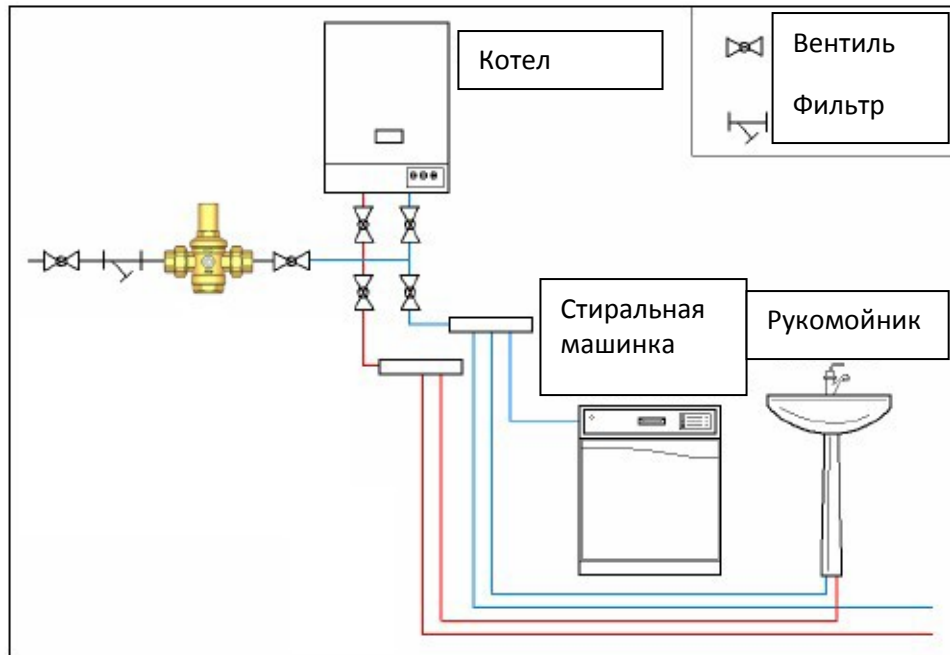 Котел
Вентиль
Фильтр
Стиральная
машинка
Рукомойник